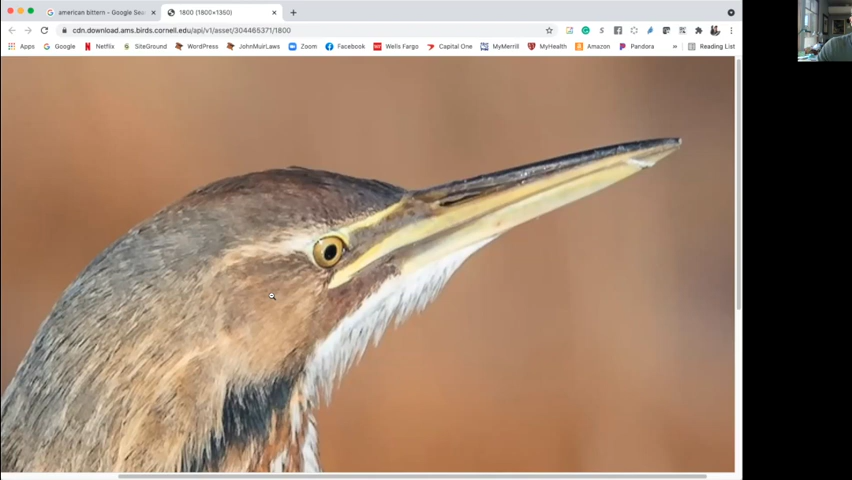 american bittern - Google Sea
1800 (1800×1350)
cdn.download.ams.birds.cornell.edu/api/v1/asset/304465371/1800
Apps Google Netflix SiteGround WordPress JohnMuirLaws Zoom Facebook Wells Fargo Capital One MyMerrill MyHealth Amazon Pandora Reading List